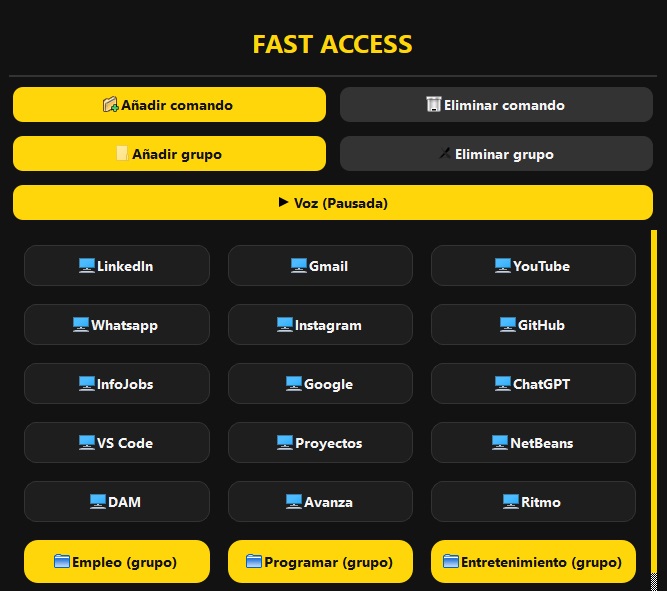 FAST ACCESS
Añadir comando
Eliminar comando
Añadir grupo
Eliminar grupo
Voz (Pausada)
LinkedIn
Gmail
YouTube
Whatsapp
Instagram
GitHub
InfoJobs
Google
ChatGPT
VS Code
Proyectos
NetBeans
DAM
Avanza
Ritmo
Empleo (grupo)
Programar (grupo)
Entretenimiento (grupo)